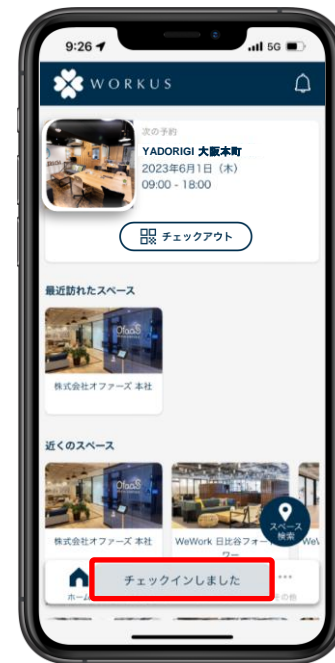 9:26
5G
WORKUS
次の予約
YADORIGI 大阪本町
2023年6月1日（木）
09:00 - 18:00
チェックアウト
最近訪れたスペース
OfaaS
株式会社オファーズ 本社
近くのスペース
OfaaS
スペース
検索
株式会社オファーズ 本社
WeWork 日比谷フォー
ワー
チェックインしました
ホーム